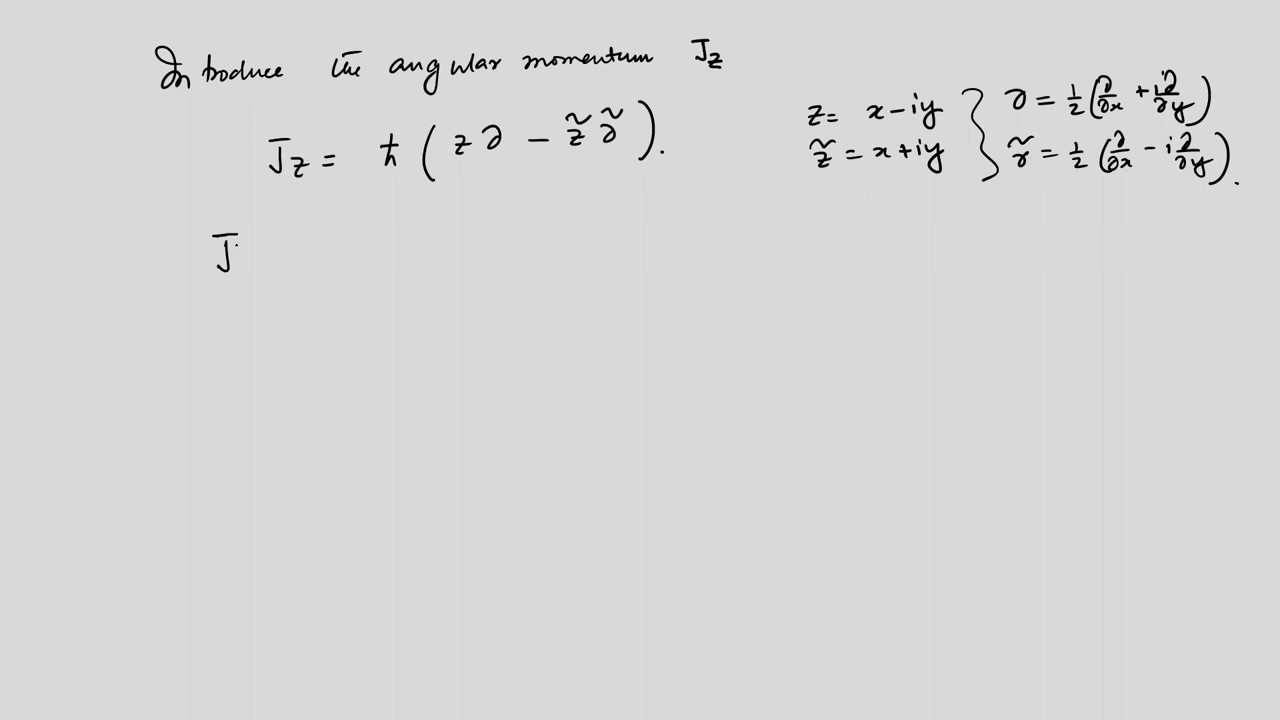 Introduce the angular momentum J_z
J_z = ħ ( z∂ − z̃ ∂̃ ).
z = x − iy } ∂ = 1/2 (∂/∂x + i∂/∂y)
z̃ = x + iy } ∂̃ = 1/2 (∂/∂x − i∂/∂y).
J